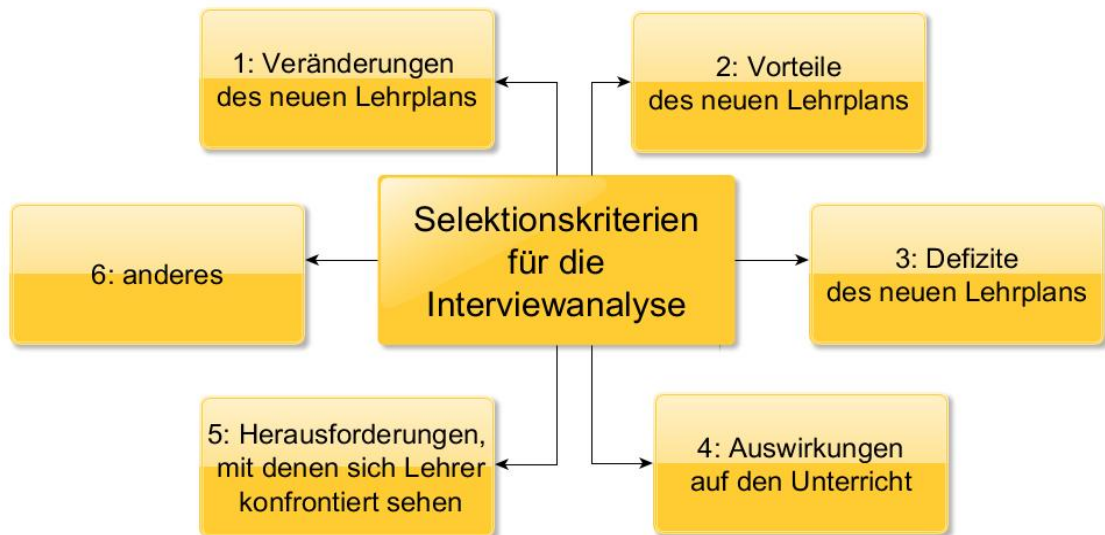 1: Veränderungen
des neuen Lehrplans
2: Vorteile
des neuen Lehrplans
Selektionskriterien
für die
Interviewanalyse
6: anderes
3: Defizite
des neuen Lehrplans
5: Herausforderungen,
mit denen sich Lehrer
konfrontiert sehen
4: Auswirkungen
auf den Unterricht